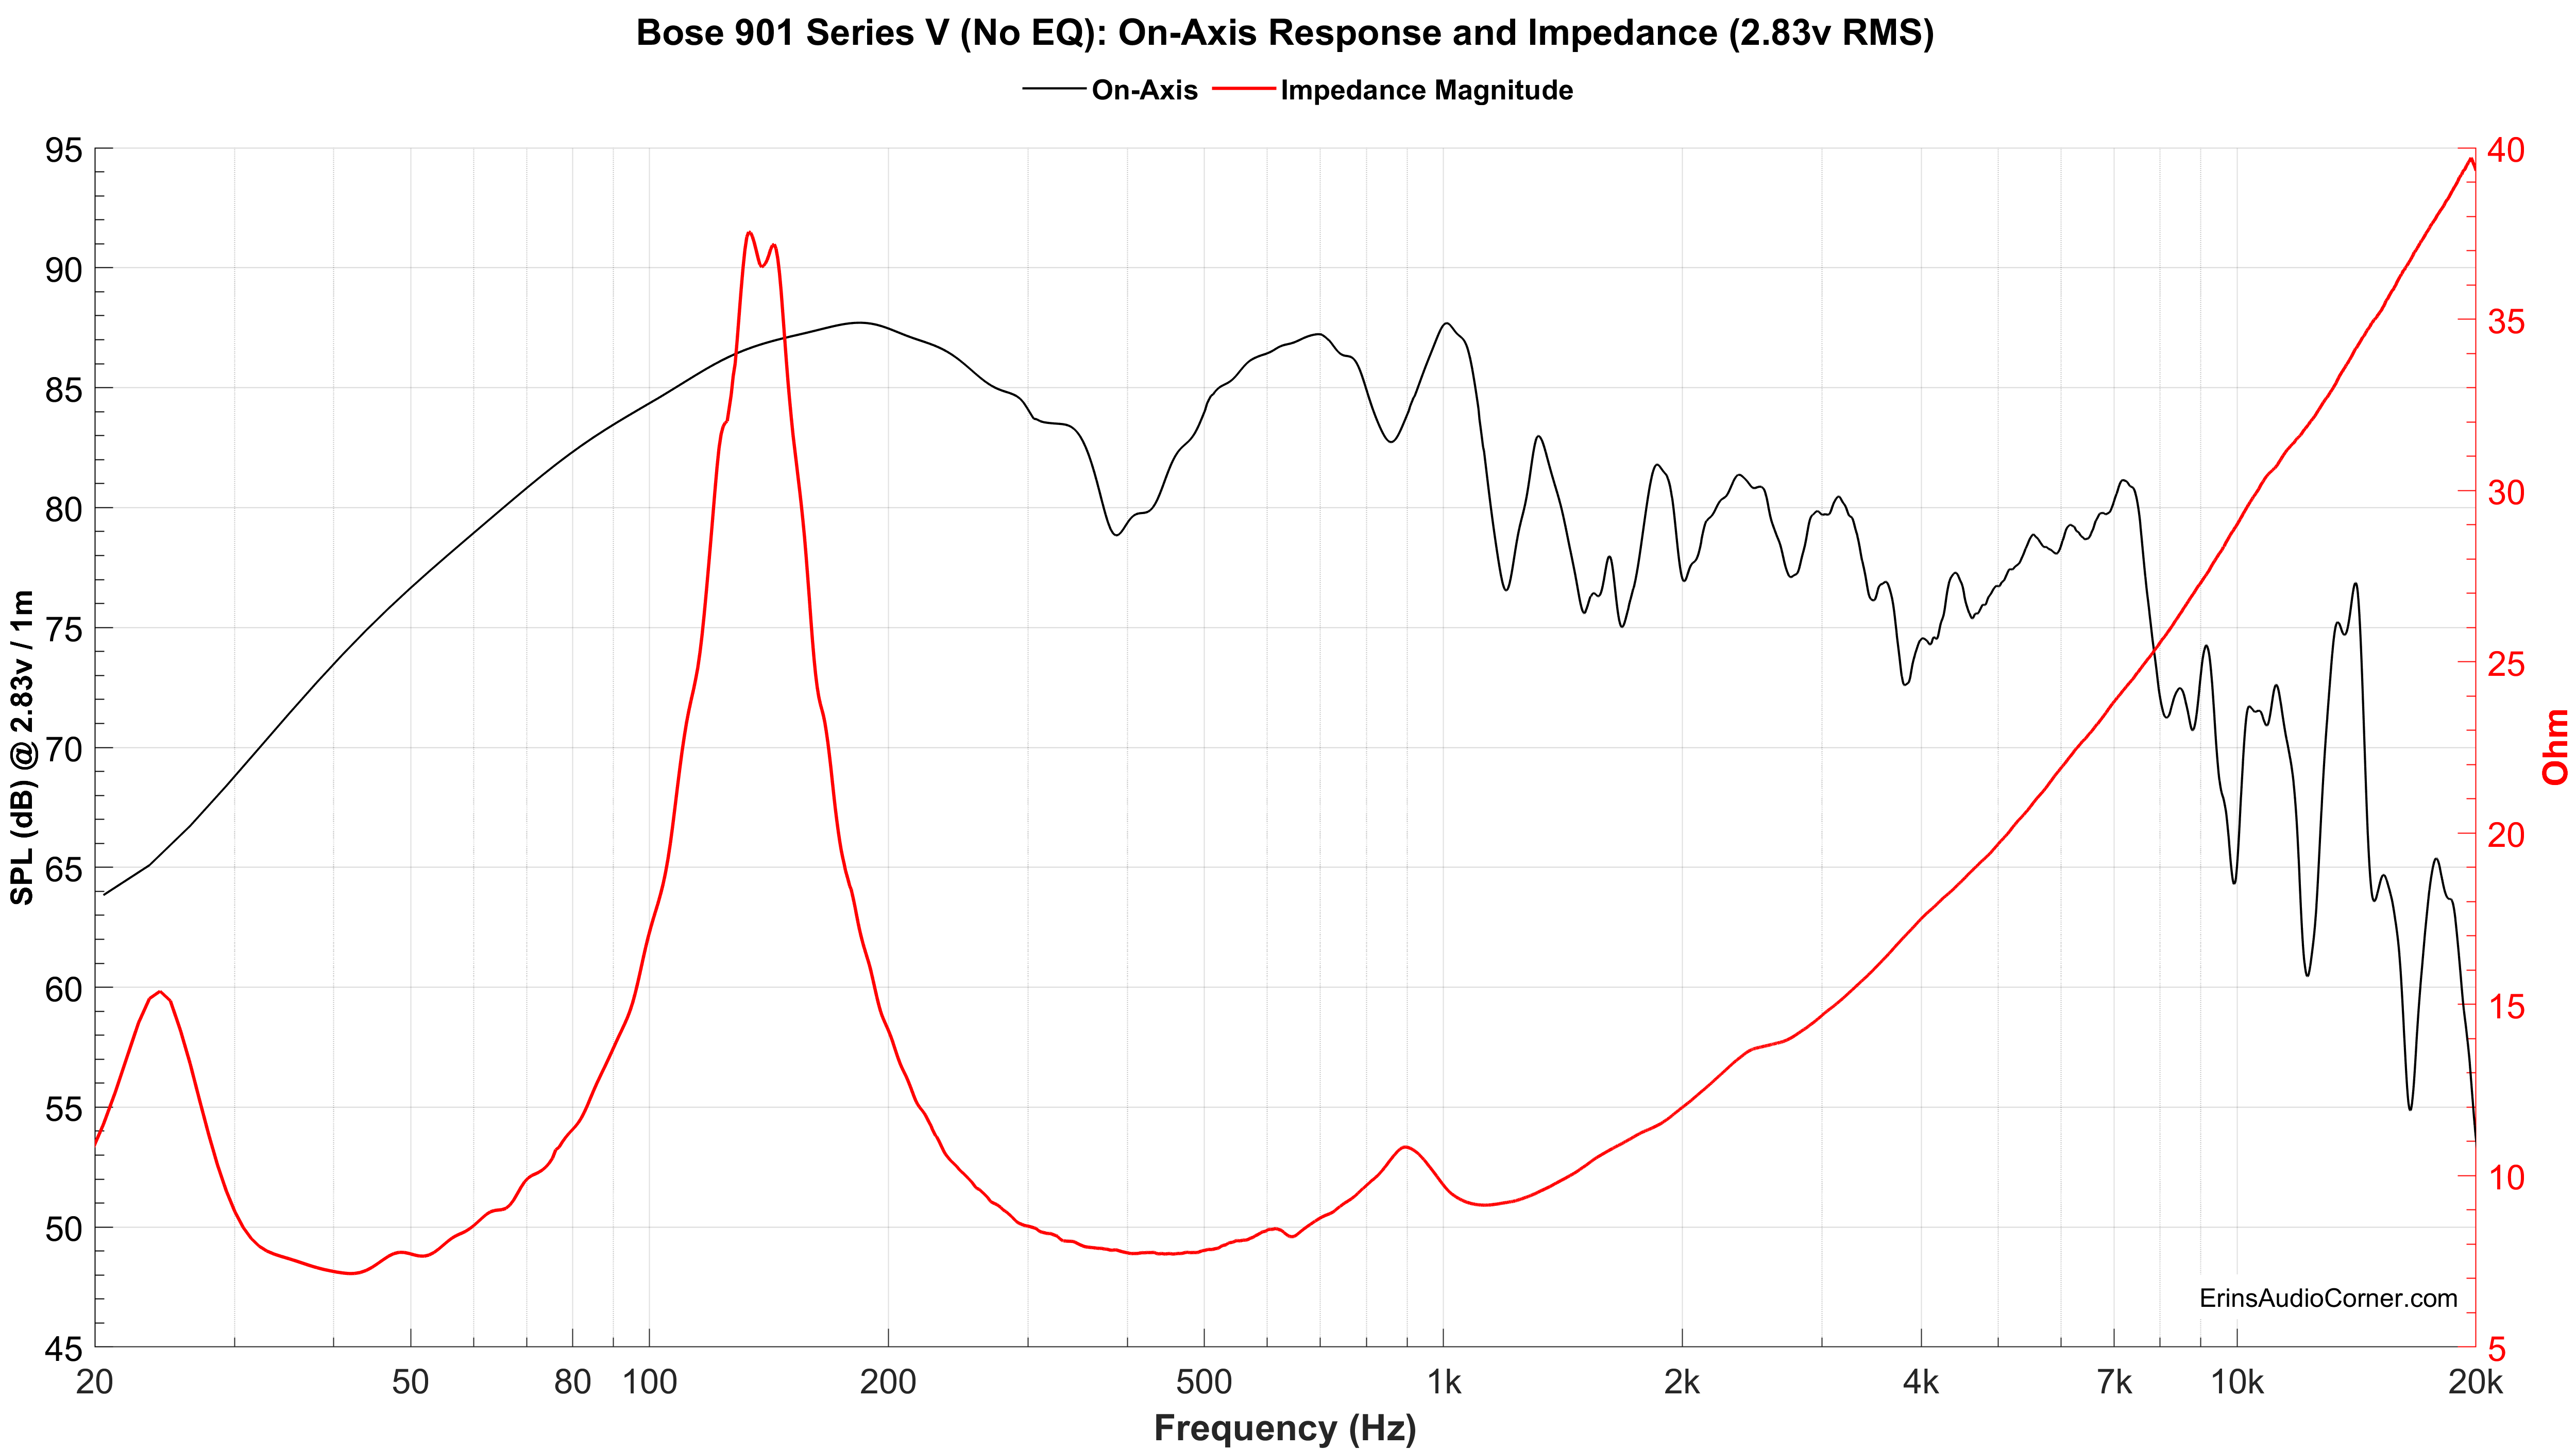 Bose 901 Series V (No EQ): On-Axis Response and Impedance (2.83v RMS)
On-Axis Impedance Magnitude
95
90
85
80
75
70
65
60
55
50
45
SPL (dB) @ 2.83v / 1m
40
35
30
25
20
15
10
5
Ohm
ErinsAudioCorner.com
20 50 80 100 200 500 1k 2k 4k 7k 10k 20k
Frequency (Hz)